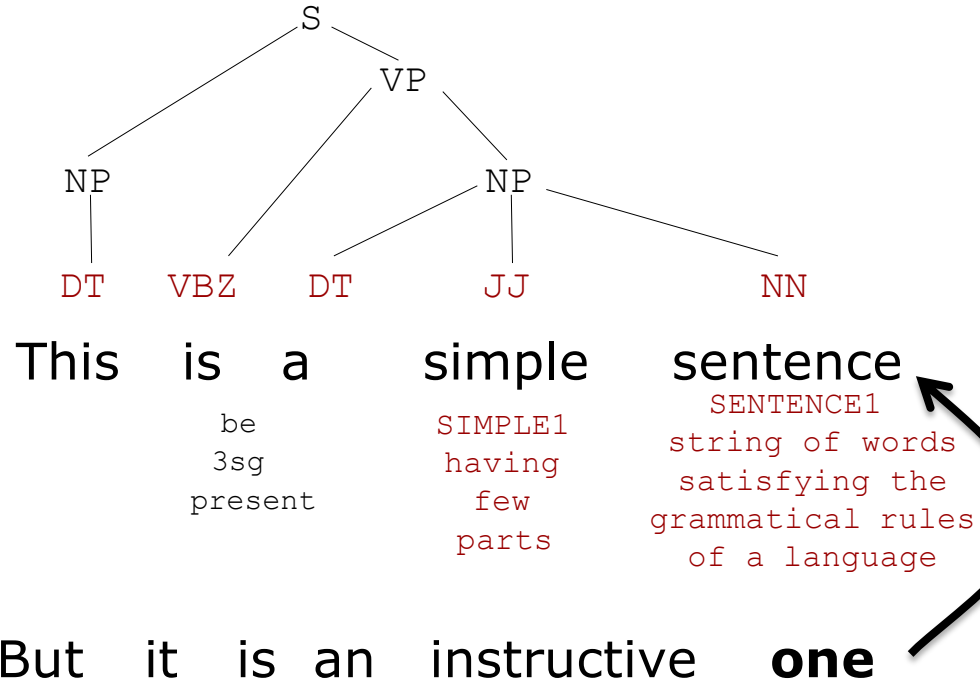 S
VP
NP NP
DT VBZ DT JJ NN
This is a simple sentence
be SIMPLE1 SENTENCE1
3sg having string of words
present few satisfying the
parts grammatical rules
of a language
But it is an instructive one